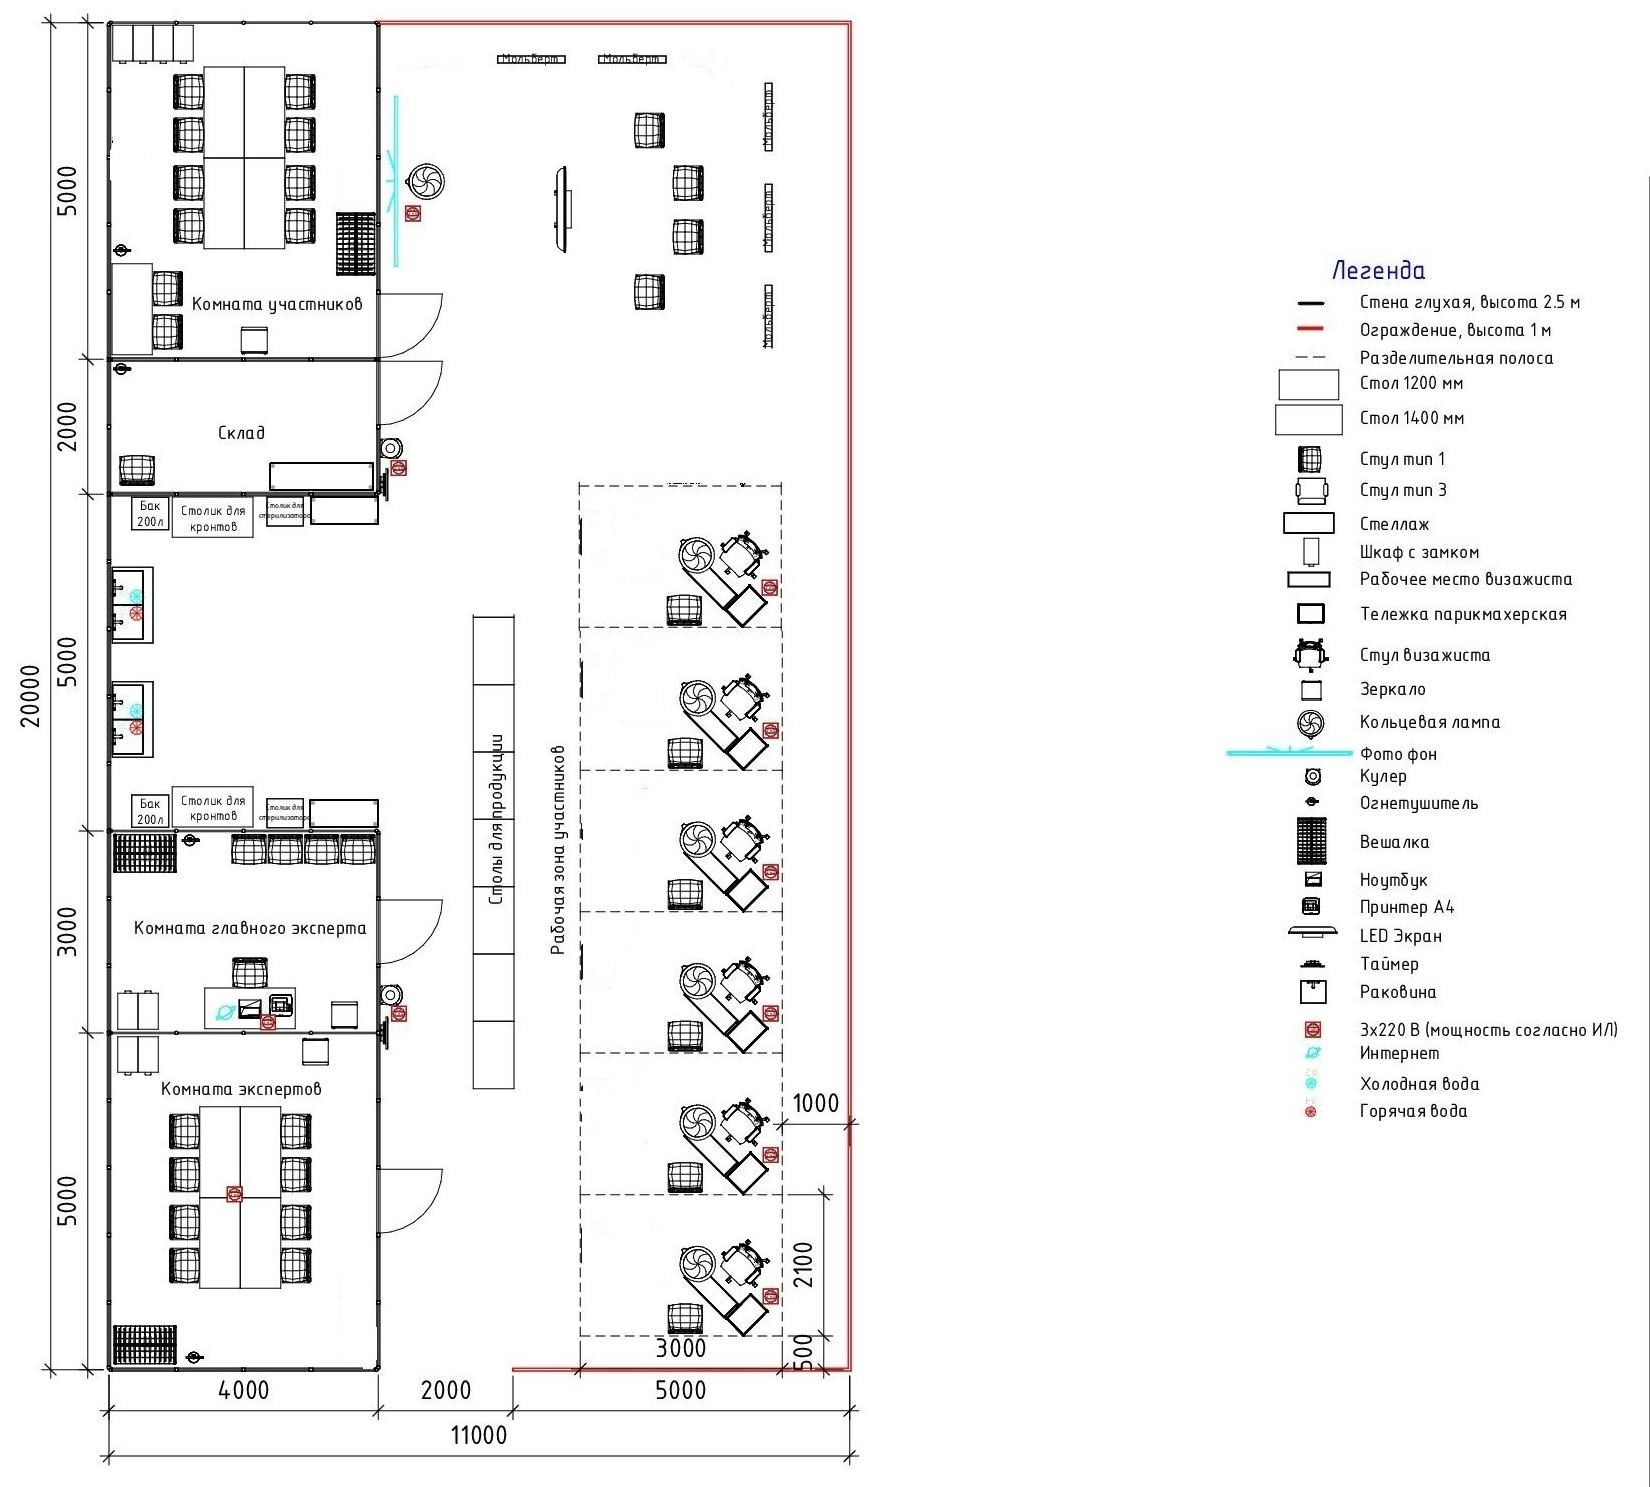 Мольберт
Мольберт
Мольберт
Мольберт
Мольберт
5000
Комната участников
2000
Склад
Бак
200л
Столик для
кронтов
Столик для
стерилизатора
5000
20000
Столы для продукции
Рабочая зона участников
Бак
200л
Столик для
кронтов
Столик для
стерилизатора
3000
Комната главного эксперта
Комната экспертов
5000
1000
2100
3000
500
4000
2000
5000
11000
Легенда
Стена глухая, высота 2.5 м
Ограждение, высота 1 м
Разделительная полоса
Стол 1200 мм
Стол 1400 мм
Стул тип 1
Стул тип 3
Стеллаж
Шкаф с замком
Рабочее место визажиста
Тележка парикмахерская
Стул визажиста
Зеркало
Кольцевая лампа
Фото фон
Кулер
Огнетушитель
Вешалка
Ноутбук
Принтер А4
LED Экран
Таймер
Раковина
3х220 В (мощность согласно ИЛ)
Интернет
Холодная вода
Горячая вода